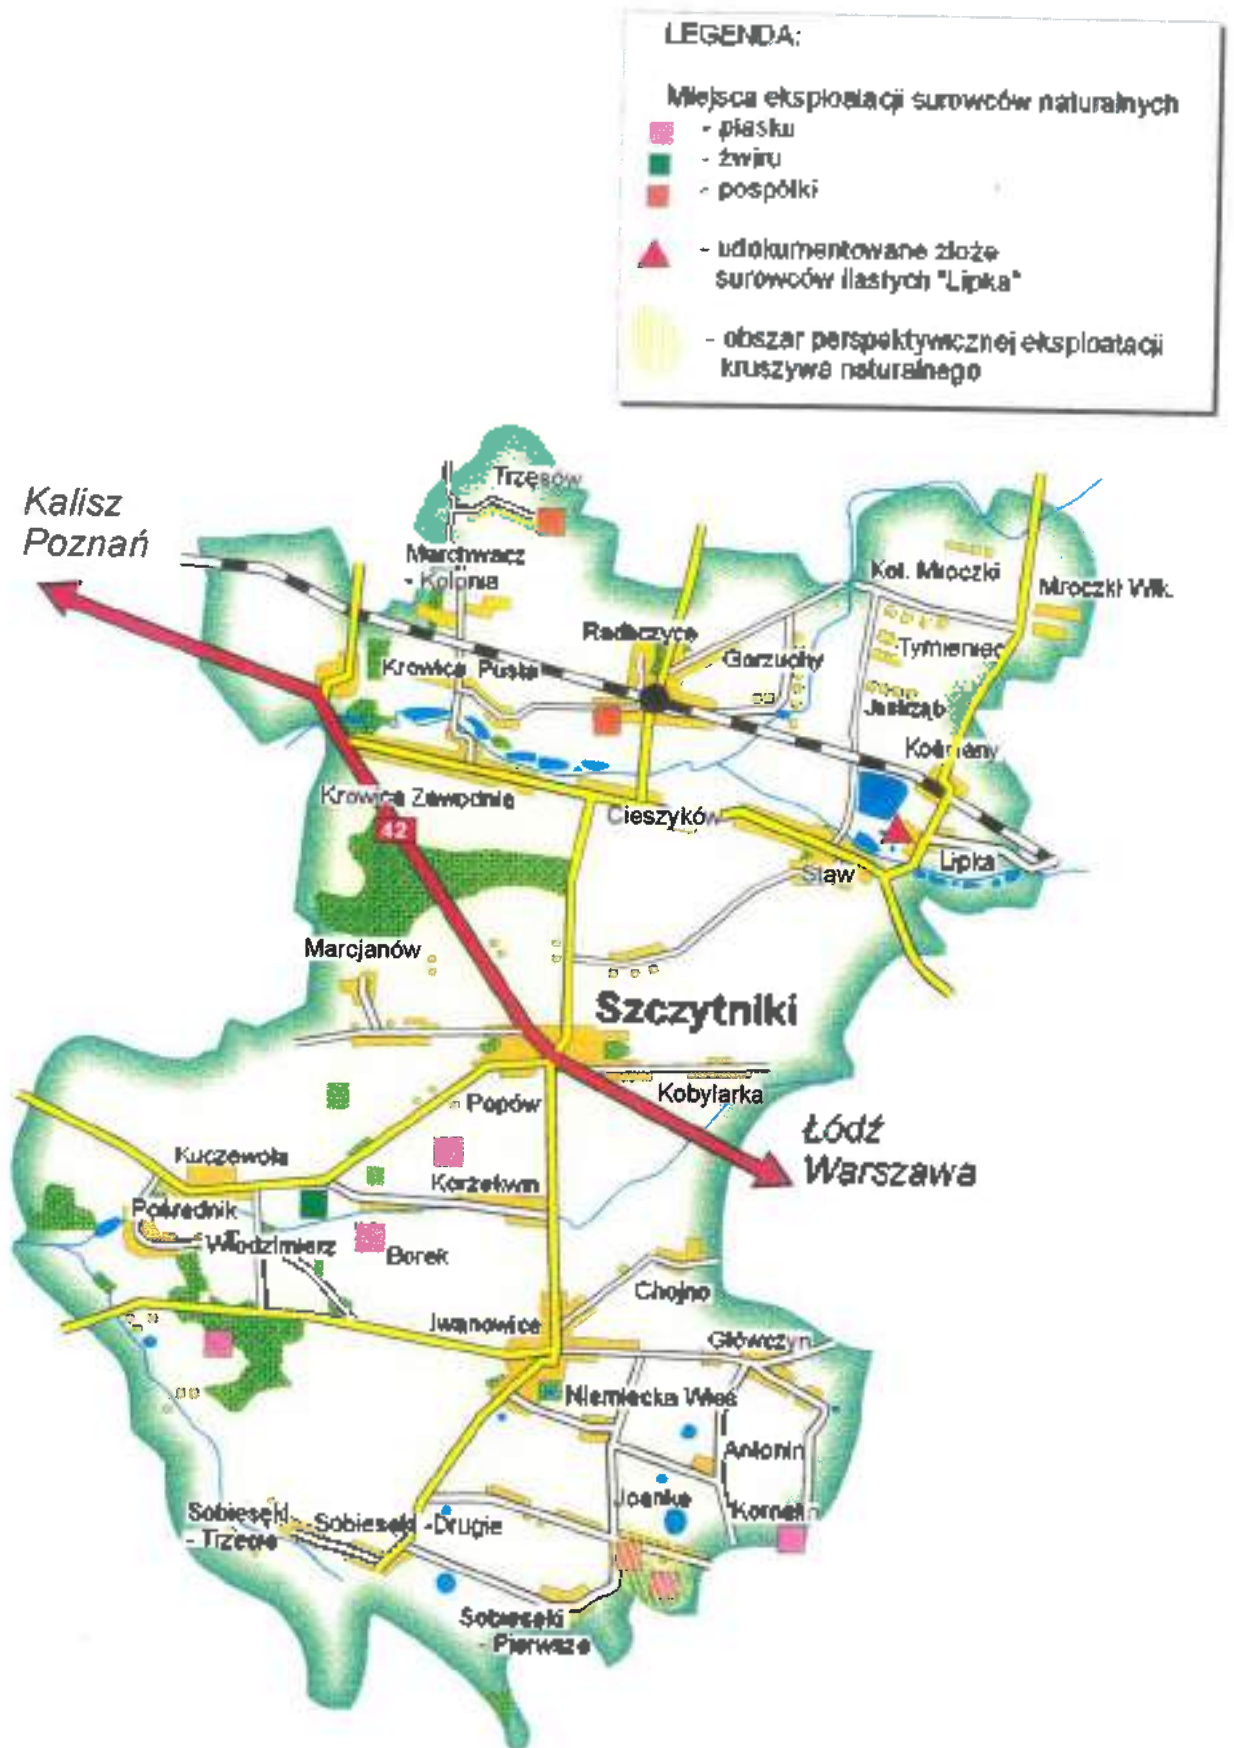 LEGENDA:
Miejsca eksploatacji surowców naturalnych
- piasku
- żwiru
- pospółki
- udokumentowane złoże
surowców ilastych "Lipka"
- obszar perspektywicznej eksploatacji
kruszywa naturalnego
Kalisz
Poznań
Trzęsów
Marchwacz
- Kolonia
Kol. Mroczki
Mroczki Wlk.
Radliczyce
Gorzuchy
Tymieniec
Krowica Pusta
Jastrząb
Kościany
Krowica Zawodnia
Cieszyków
42
Lipka
Sław
Marcjanów
Szczytniki
Kobylarka
Popów
Łódź
Warszawa
Kuczewola
Korzekwin
Pośrednik
Włodzimierz
Borek
Chojno
Iwanowice
Główczyn
Niemiecka Wieś
Antonin
Joanka
Kornelin
Sobiesęki
- Trzecie
Sobiesęki - Drugie
Sobiesęki
- Pierwsze